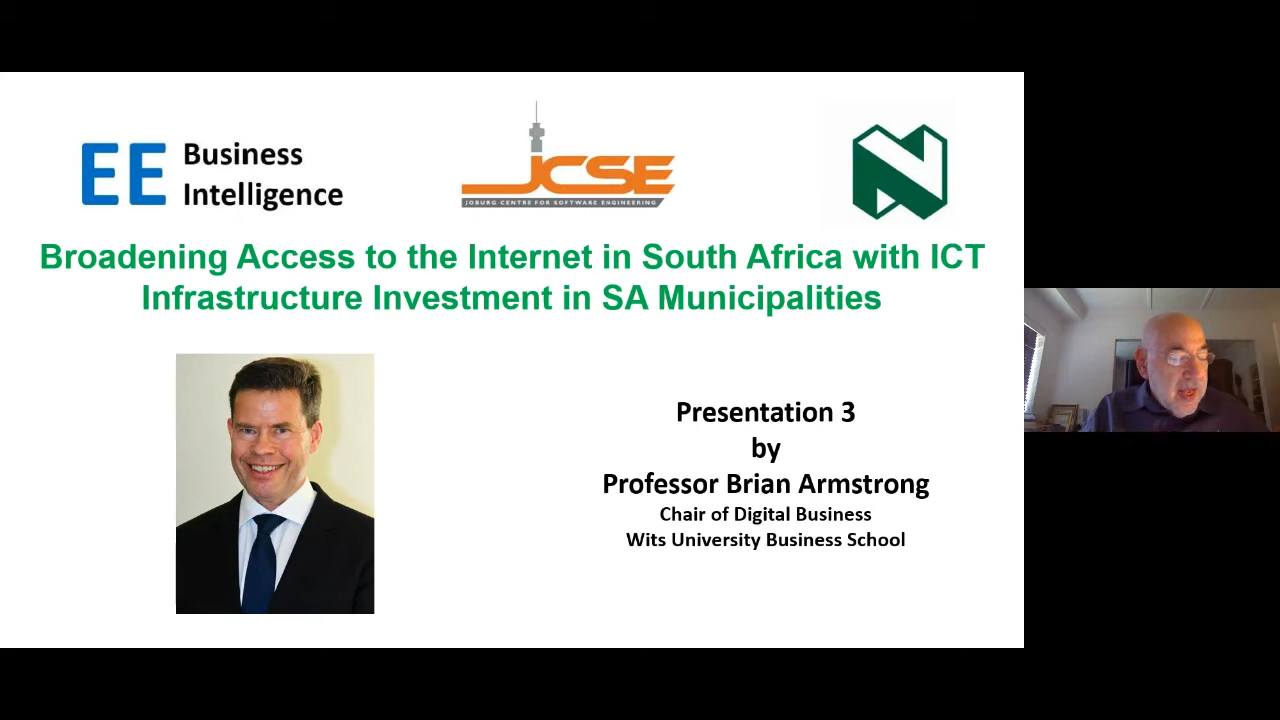 EE Business
Intelligence
JCSE
JOBURG CENTRE FOR SOFTWARE ENGINEERING
Broadening Access to the Internet in South Africa with ICT
Infrastructure Investment in SA Municipalities
Presentation 3
by
Professor Brian Armstrong
Chair of Digital Business
Wits University Business School